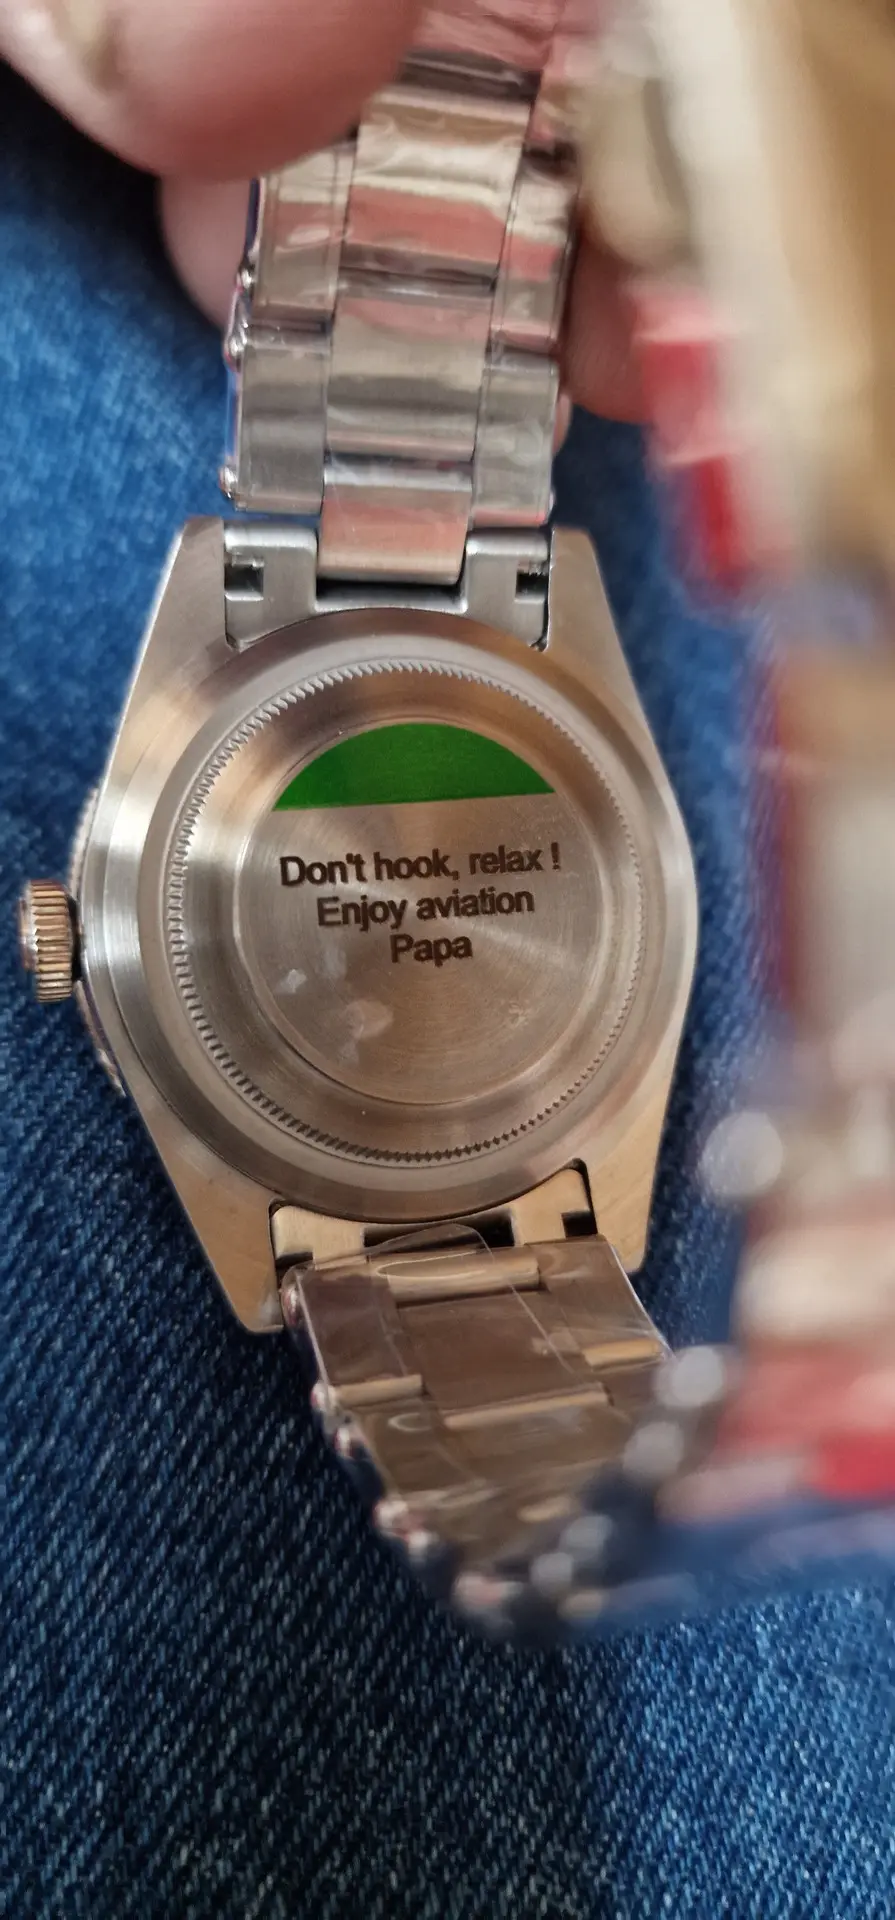 Don't hook, relax !
Enjoy aviation
Papa